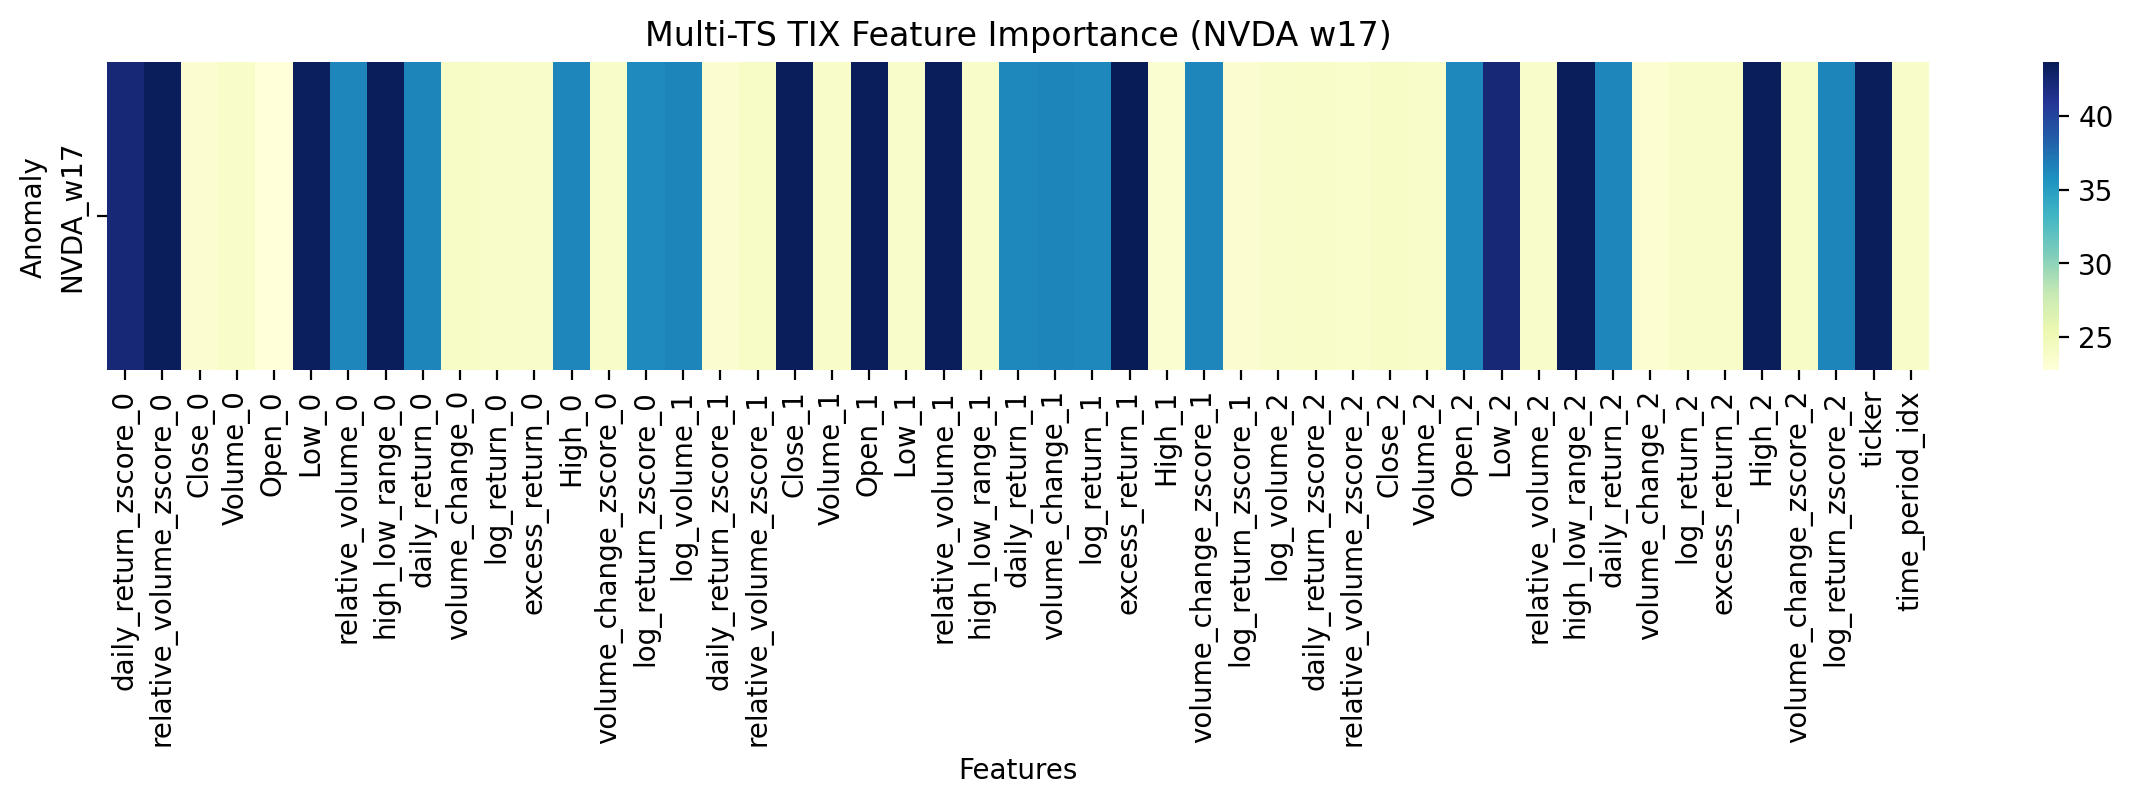 Multi-TS TIX Feature Importance (NVDA w17)
Anomaly
NVDA_w17
40
35
30
25
daily_return_zscore_0
relative_volume_zscore_0
Close_0
Volume_0
Open_0
Low_0
relative_volume_0
high_low_range_0
daily_return_0
volume_change_0
log_return_0
excess_return_0
High_0
volume_change_zscore_0
log_return_zscore_0
log_volume_1
daily_return_zscore_1
relative_volume_zscore_1
Close_1
Volume_1
Open_1
Low_1
relative_volume_1
high_low_range_1
daily_return_1
volume_change_1
log_return_1
excess_return_1
High_1
volume_change_zscore_1
log_return_zscore_1
log_volume_2
daily_return_zscore_2
relative_volume_zscore_2
Close_2
Volume_2
Open_2
Low_2
relative_volume_2
high_low_range_2
daily_return_2
volume_change_2
log_return_2
excess_return_2
High_2
volume_change_zscore_2
log_return_zscore_2
ticker
time_period_idx
Features